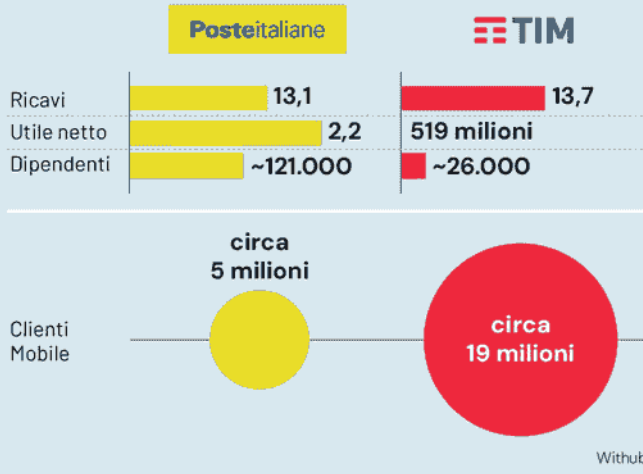 Posteitaliane
TIM
Ricavi 13,1 13,7
Utile netto 2,2 519 milioni
Dipendenti ~121.000 ~26.000
circa
5 milioni
Clienti
Mobile
circa
19 milioni
Withub